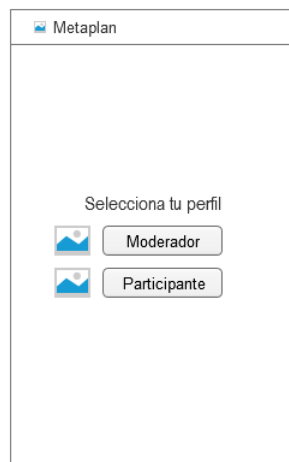 Metaplan
Selecciona tu perfil
Moderador
Participante